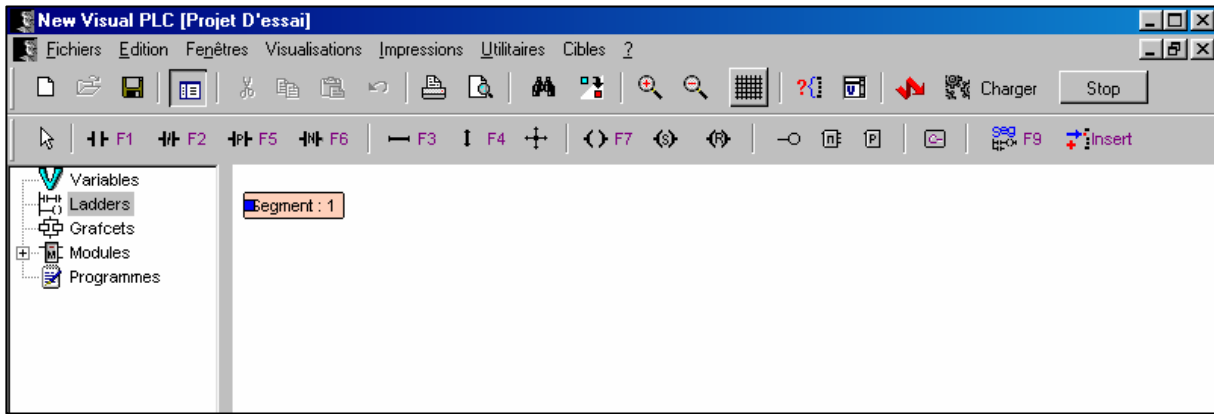 New Visual PLC [Projet D'essai]
Fichiers Edition Fenêtres Visualisations Impressions Utilitaires Cibles ?
Charger Stop
F1 F2 F5 F6 F3 F4 F7 F9 Insert
Variables
Ladders
Grafcets
Modules
Programmes
Segment : 1